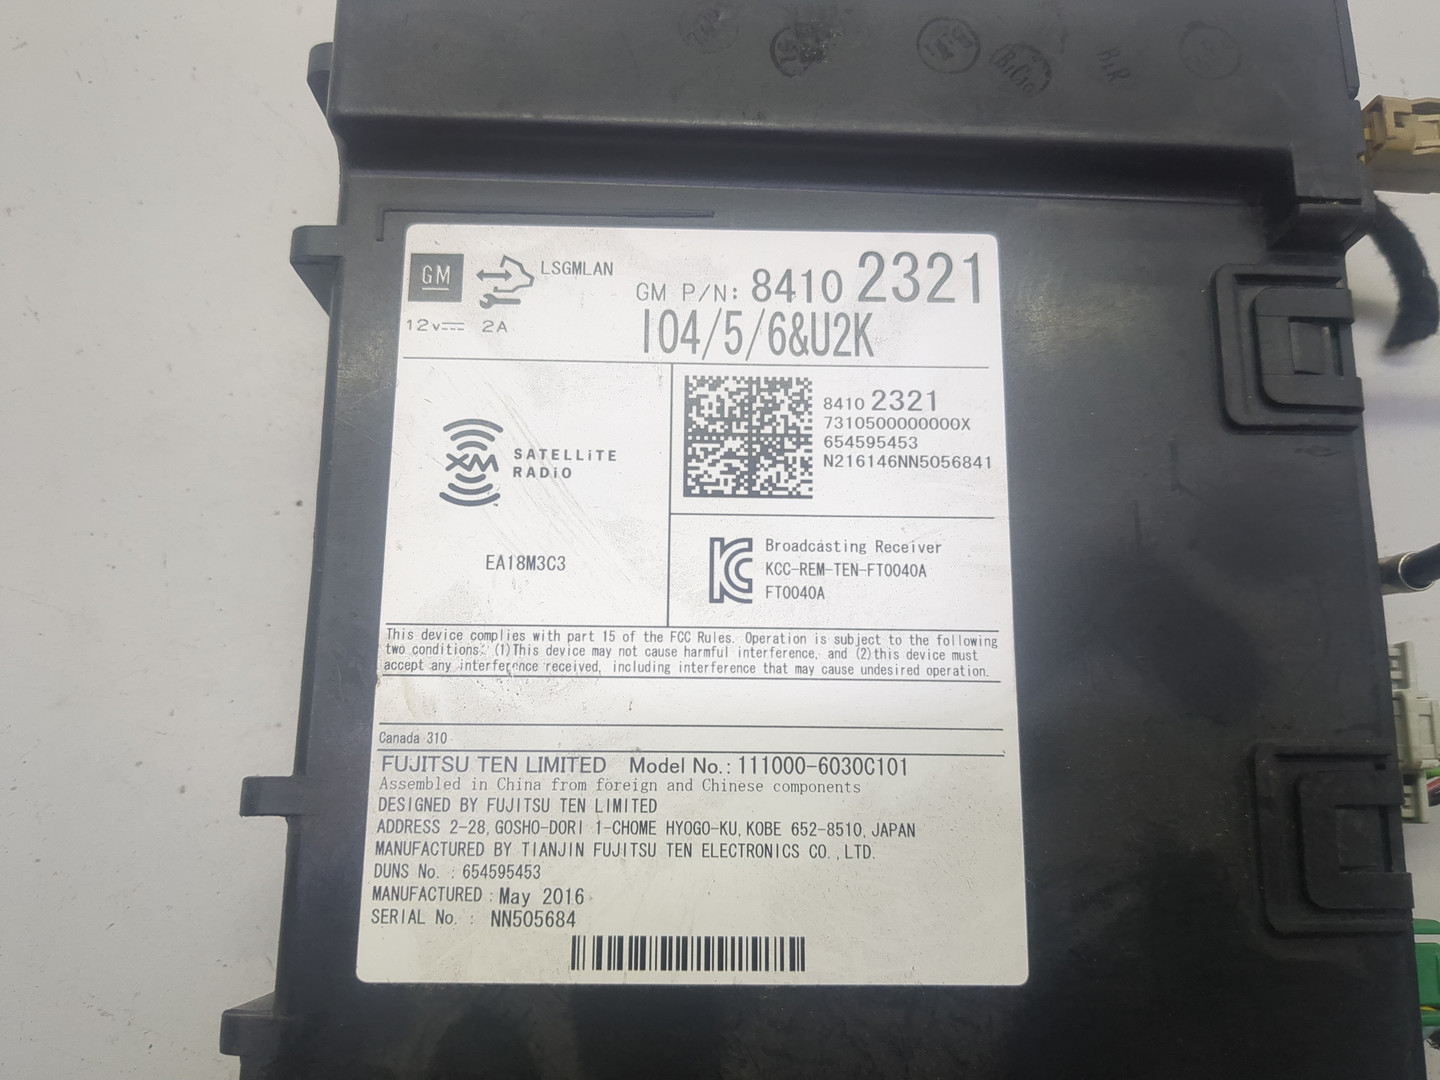 GM
LSGMLAN
GM P/N: 8410 2321
12v 2A
I04/5/6&U2K
XM SATELLiTE
RADiO
8410 2321
7310500000000X
654595453
N216146NN5056841
EA18M3C3
Broadcasting Receiver
KCC-REM-TEN-FT0040A
FT0040A
This device complies with part 15 of the FCC Rules. Operation is subject to the following
two conditions: (1)This device may not cause harmful interference, and (2)this device must
accept any interference received, including interference that may cause undesired operation.
Canada 310
FUJITSU TEN LIMITED Model No.: 111000-6030C101
Assembled in China from foreign and Chinese components
DESIGNED BY FUJITSU TEN LIMITED
ADDRESS 2-28, GOSHO-DORI 1-CHOME HYOGO-KU, KOBE 652-8510, JAPAN
MANUFACTURED BY TIANJIN FUJITSU TEN ELECTRONICS CO.,LTD.
DUNS No. : 654595453
MANUFACTURED : May 2016
SERIAL No. : NN505684